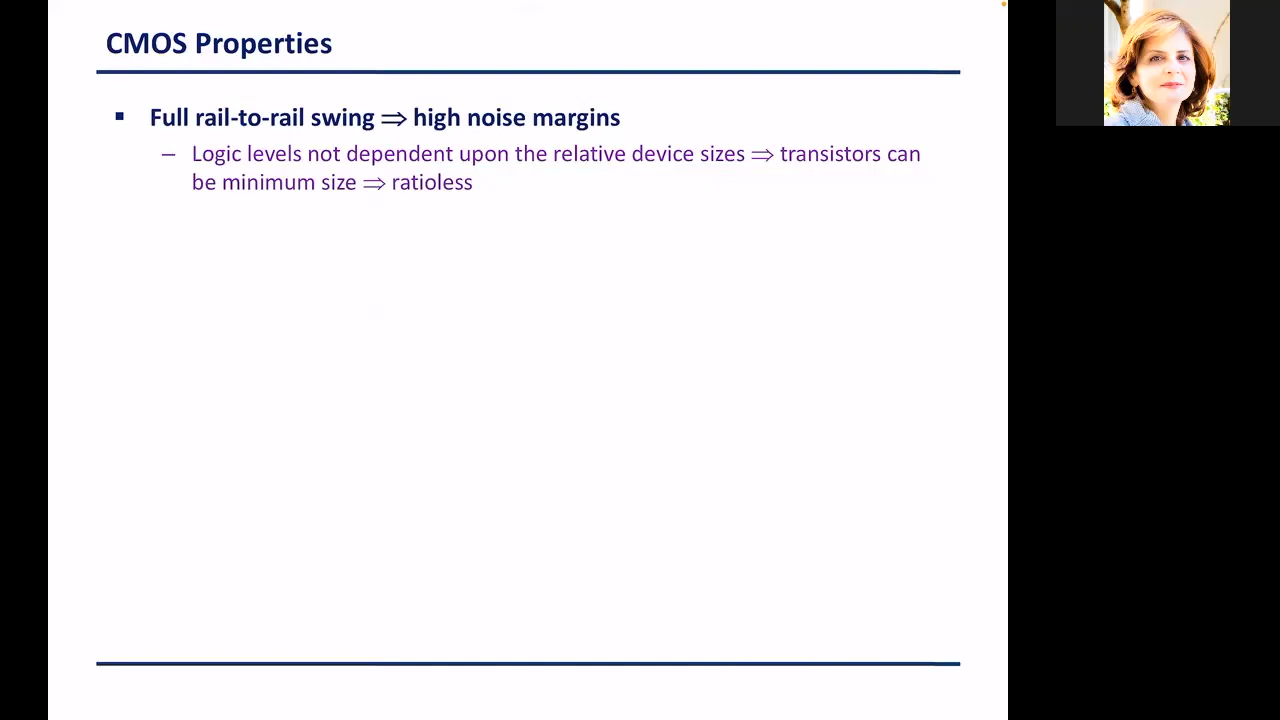 CMOS Properties
▪ Full rail-to-rail swing ⇒ high noise margins
– Logic levels not dependent upon the relative device sizes ⇒ transistors can
be minimum size ⇒ ratioless